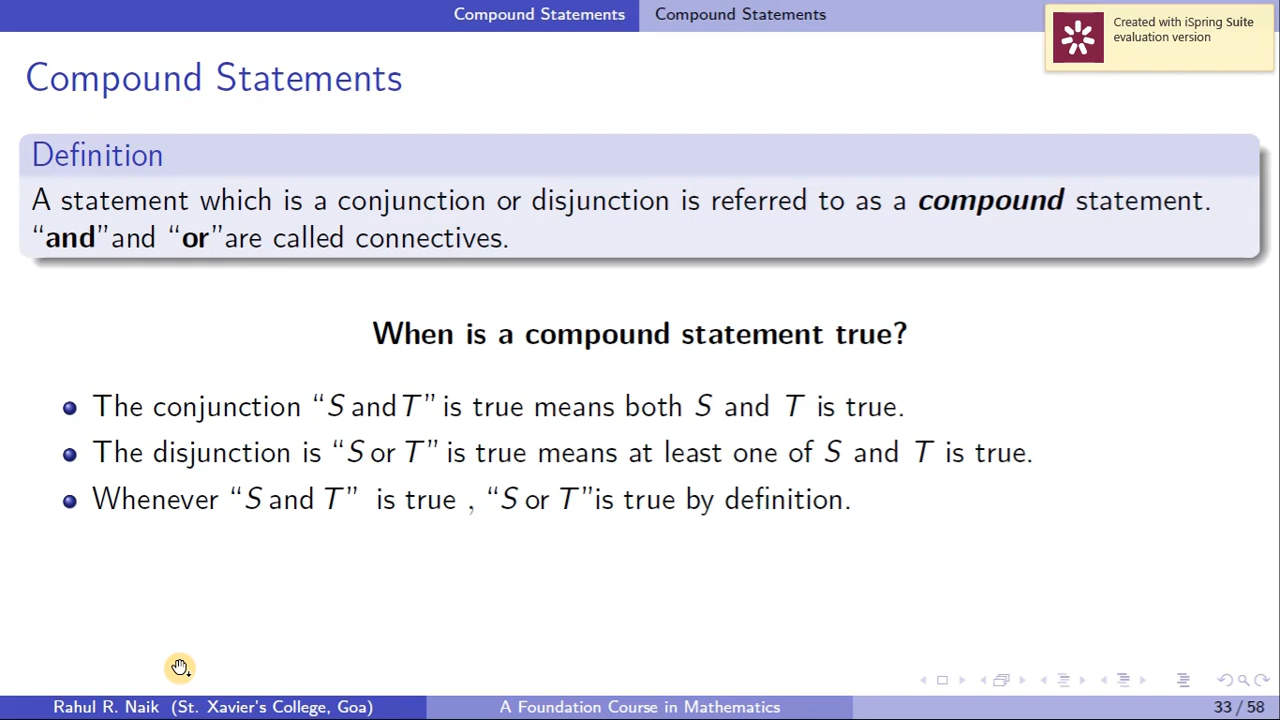 Compound Statements Compound Statements
Created with iSpring Suite
evaluation version
Compound Statements
Definition
A statement which is a conjunction or disjunction is referred to as a compound statement.
“and”and “or”are called connectives.
When is a compound statement true?
The conjunction “S and T” is true means both S and T is true.
The disjunction is “S or T” is true means at least one of S and T is true.
Whenever “S and T” is true , “S or T”is true by definition.
Rahul R. Naik (St. Xavier's College, Goa) A Foundation Course in Mathematics 33 / 58